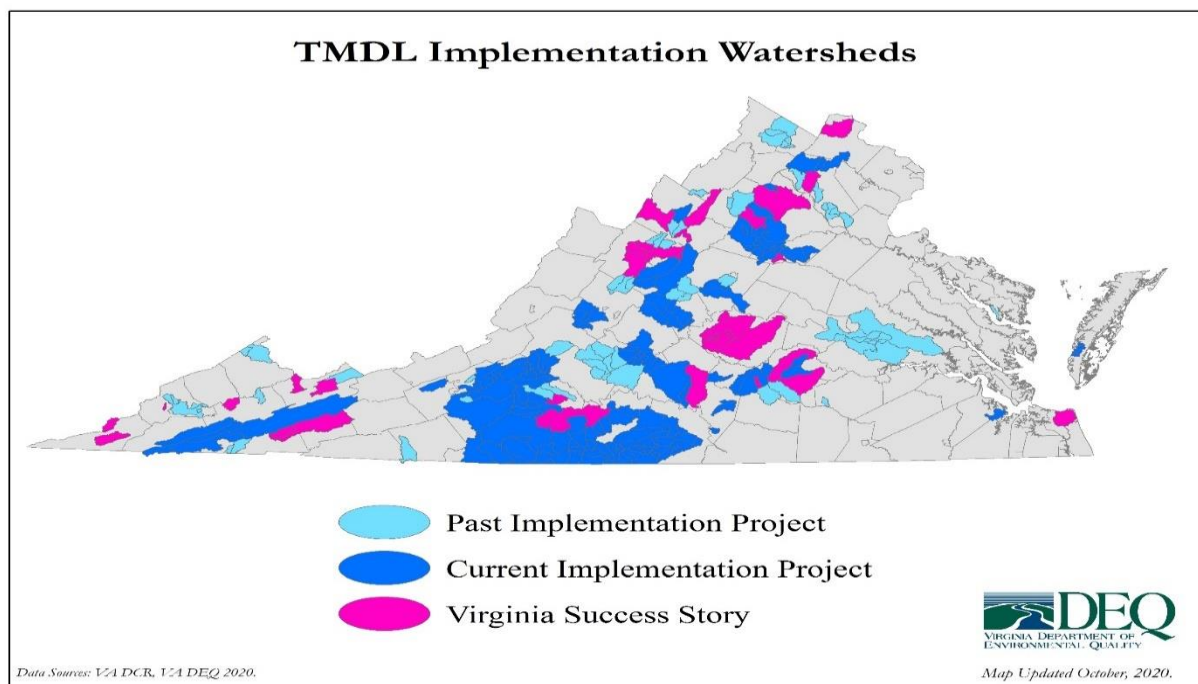 TMDL Implementation Watersheds
Past Implementation Project
Current Implementation Project
Virginia Success Story
DEQ
VIRGINIA DEPARTMENT OF
ENVIRONMENTAL QUALITY
Data Sources: VA DCR, VA DEQ 2020.
Map Updated October, 2020.